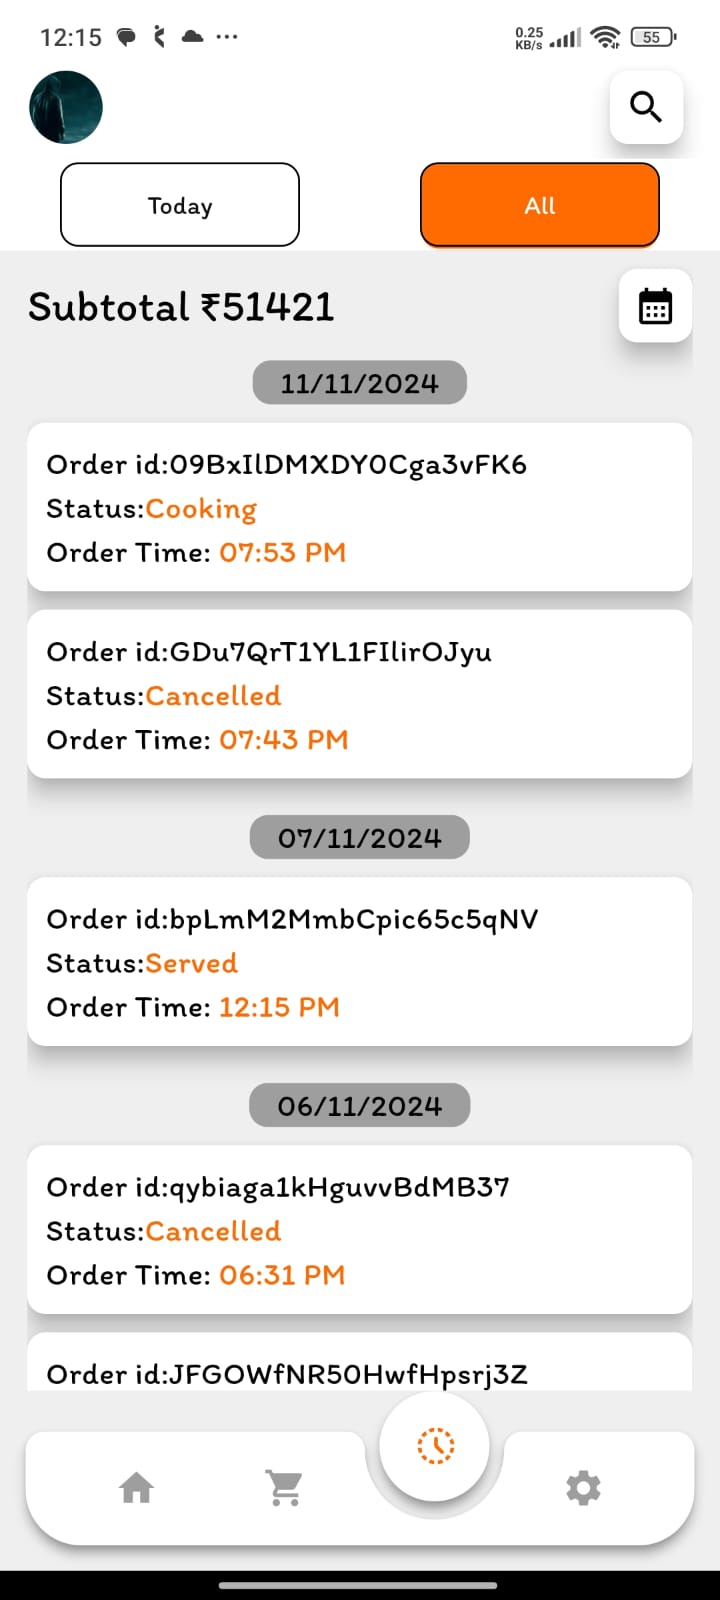 12:15
0.25
KB/s
55
Today
All
Subtotal ₹51421
11/11/2024
Order id:09BxIlDMXDY0Cga3vFK6
Status:Cooking
Order Time: 07:53 PM
Order id:GDu7QrT1YL1FIlirOJyu
Status:Cancelled
Order Time: 07:43 PM
07/11/2024
Order id:bpLmM2MmbCpic65c5qNV
Status:Served
Order Time: 12:15 PM
06/11/2024
Order id:qybiaga1kHguvvBdMB37
Status:Cancelled
Order Time: 06:31 PM
Order id:JFGOWfNR50HwfHpsrj3Z